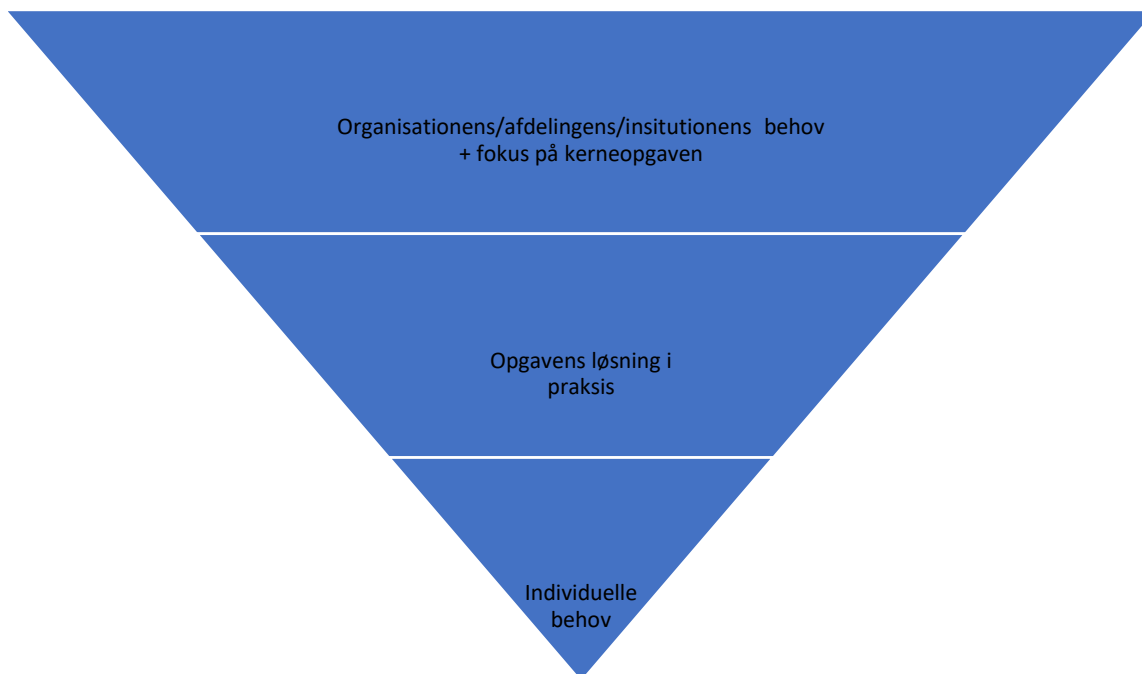 Organisationens/afdelingens/insitutionens behov
+ fokus på kerneopgaven
Opgavens løsning i
praksis
Individuelle
behov